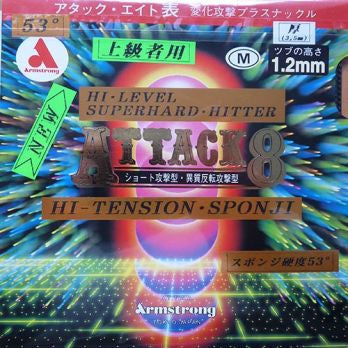 アタック・エイト表 変化攻撃プラスナックル
53°
Armstrong
上級者用
M
厚
(3,5m)
ツブの高さ
1.2mm
NEW
HI・LEVEL
SUPERHARD・HITTER
ATTACK8
ショート攻撃型・異質反転攻撃型
HI-TENSION・SPONJI
スポンジ硬度53°
Armstrong